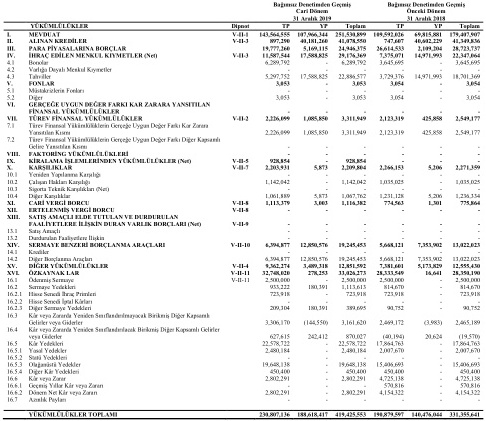 Bağımsız Denetimden Geçmiş Bağımsız Denetimden Geçmiş
Cari Dönem Önceki Dönem
31 Aralık 2019 31 Aralık 2018
YÜKÜMLÜLÜKLER Dipnot TP YP Toplam TP YP Toplam
I. MEVDUAT V-II-1 143,564,555 107,966,344 251,530,899 109,592,026 69,815,881 179,407,907
II. ALINAN KREDİLER V-II-3 897,290 40,181,260 41,078,550 747,607 40,602,229 41,349,836
III. PARA PİYASALARINA BORÇLAR 19,777,260 5,169,115 24,946,375 26,614,533 2,109,204 28,723,737
IV. İHRAÇ EDİLEN MENKUL KIYMETLER (Net) V-II-3 11,587,544 17,588,825 29,176,369 7,375,071 14,971,993 22,347,064
4.1 Bonolar 6,289,792 - 6,289,792 3,645,695 - 3,645,695
4.2 Varlığa Dayalı Menkul Kıymetler - - - - - -
4.3 Tahviller 5,297,752 17,588,825 22,886,577 3,729,376 14,971,993 18,701,369
V. FONLAR 3,053 - 3,053 3,054 - 3,054
5.1 Müstakrizlerin Fonları - - - - - -
5.2 Diğer 3,053 - 3,053 3,054 - 3,054
VI. GERÇEĞE UYGUN DEĞER FARKI KAR ZARARA YANSITILAN
FİNANSAL YÜKÜMLÜLÜKLER - - - - - -
VII. TÜREV FİNANSAL YÜKÜMLÜLÜKLER V-II-2 2,226,099 1,085,850 3,311,949 2,123,319 425,858 2,549,177
7.1 Türev Finansal Yükümlülüklerin Gerçeğe Uygun Değer Farkı Kar Zarara
Yansıtılan Kısmı 2,226,099 1,085,850 3,311,949 2,123,319 425,858 2,549,177
7.2 Türev Finansal Yükümlülüklerin Gerçeğe Uygun Değer Farkı Diğer Kapsamlı
Gelire Yansıtılan Kısmı - - - - - -
VIII. FAKTORİNG YÜKÜMLÜLÜKLERİ - - - - - -
IX. KİRALAMA İŞLEMLERİNDEN YÜKÜMLÜLÜKLER (Net) V-II-5 928,854 - 928,854 - - -
X. KARŞILIKLAR V-II-7 2,203,931 5,873 2,209,804 2,266,153 5,206 2,271,359
10.1 Yeniden Yapılanma Karşılığı - - - - - -
10.2 Çalışan Hakları Karşılığı 1,142,042 - 1,142,042 1,035,025 - 1,035,025
10.3 Sigorta Teknik Karşılıkları (Net) - - - - - -
10.4 Diğer Karşılıklar 1,061,889 5,873 1,067,762 1,231,128 5,206 1,236,334
XI. CARİ VERGİ BORCU V-II-8 1,113,379 3,003 1,116,382 774,563 1,301 775,864
XII. ERTELENMİŞ VERGİ BORCU V-II-8 - - - - - -
XIII. SATIŞ AMAÇLI ELDE TUTULAN VE DURDURULAN
FAALİYETLERE İLİŞKİN DURAN VARLIK BORÇLARI (Net) V-II-9 - - - - - -
13.1 Satış Amaçlı - - - - - -
13.2 Durdurulan Faaliyetlere İlişkin - - - - - -
XIV. SERMAYE BENZERİ BORÇLANMA ARAÇLARI V-II-10 6,394,877 12,850,576 19,245,453 5,668,121 7,353,902 13,022,023
14.1 Krediler - - - - - -
14.2 Diğer Borçlanma Araçları 6,394,877 12,850,576 19,245,453 5,668,121 7,353,902 13,022,023
XV. DİĞER YÜKÜMLÜLÜKLER V-II-4 9,362,274 3,489,318 12,851,592 7,381,601 5,173,829 12,555,430
XVI. ÖZKAYNAKLAR V-II-11 32,748,020 278,253 33,026,273 28,333,549 16,641 28,350,190
16.1 Ödenmiş Sermaye V-II-11 2,500,000 - 2,500,000 2,500,000 - 2,500,000
16.2 Sermaye Yedekleri 933,222 180,391 1,113,613 814,670 - 814,670
16.2.1 Hisse Senedi İhraç Primleri 723,918 - 723,918 723,918 - 723,918
16.2.2 Hisse Senedi İptal Kârları - - - - - -
16.2.3 Diğer Sermaye Yedekleri 209,304 180,391 389,695 90,752 - 90,752
16.3 Kâr veya Zararda Yeniden Sınıflandırılmayacak Birikmiş Diğer Kapsamlı
Gelirler veya Giderler 3,306,170 (144,550) 3,161,620 2,469,172 (3,983) 2,465,189
16.4 Kâr veya Zararda Yeniden Sınıflandırılacak Birikmiş Diğer Kapsamlı Gelirler
veya Giderler 627,615 242,412 870,027 (40,194) 20,624 (19,570)
16.5 Kâr Yedekleri 22,578,722 - 22,578,722 17,864,763 - 17,864,763
16.5.1 Yasal Yedekler 2,480,184 - 2,480,184 2,007,670 - 2,007,670
16.5.2 Statü Yedekleri - - - - - -
16.5.3 Olağanüstü Yedekler 19,648,138 - 19,648,138 15,406,693 - 15,406,693
16.5.4 Diğer Kâr Yedekleri 450,400 - 450,400 450,400 - 450,400
16.6 Kâr veya Zarar 2,802,291 - 2,802,291 4,725,138 - 4,725,138
16.6.1 Geçmiş Yıllar Kâr veya Zararı - - - 570,816 - 570,816
16.6.2 Dönem Net Kâr veya Zararı 2,802,291 - 2,802,291 4,154,322 - 4,154,322
16.7 Azınlık Payları - - - - - -
YÜKÜMLÜLÜKLER TOPLAMI 230,807,136 188,618,417 419,425,553 190,879,597 140,476,044 331,355,641